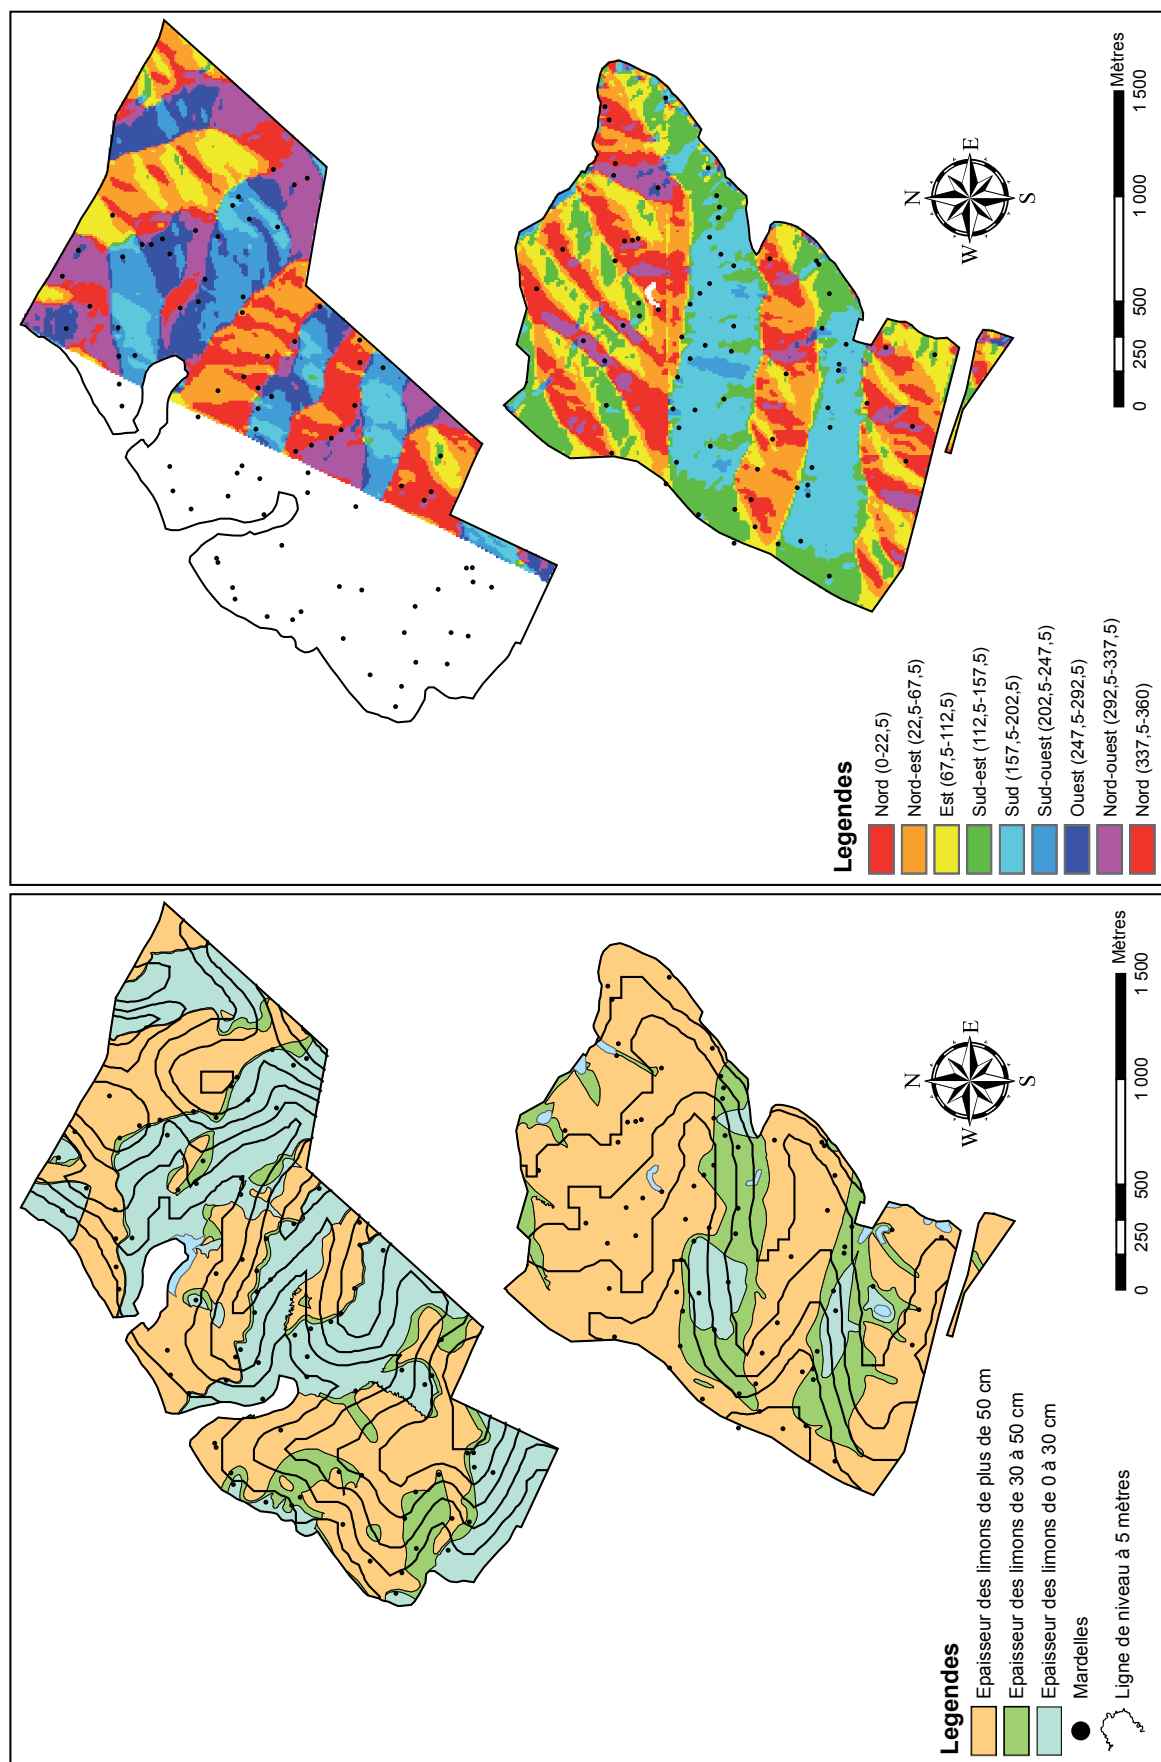 Legendes
Nord (0-22,5)
Nord-est (22,5-67,5)
Est (67,5-112,5)
Sud-est (112,5-157,5)
Sud (157,5-202,5)
Sud-ouest (202,5-247,5)
Ouest (247,5-292,5)
Nord-ouest (292,5-337,5)
Nord (337,5-360)
N
E
S
W
Mètres
0 250 500 1 000 1 500
Legendes
Epaisseur des limons de plus de 50 cm
Epaisseur des limons de 30 à 50 cm
Epaisseur des limons de 0 à 30 cm
Mardelles
Ligne de niveau à 5 mètres
N
E
S
W
Mètres
0 250 500 1 000 1 500